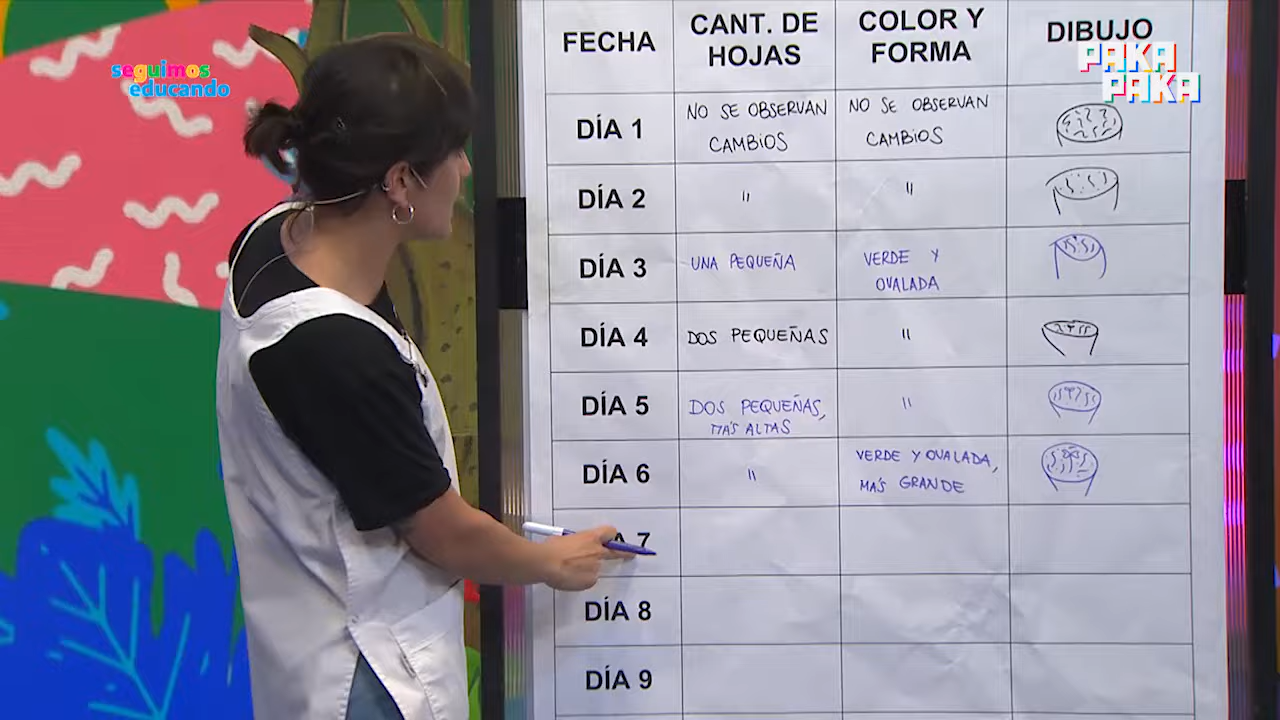 seguimos
educando
PAKA
PAKA
FECHA
CANT. DE
HOJAS
COLOR Y
FORMA
DIBUJO
DÍA 1
NO SE OBSERVAN
CAMBIOS
NO SE OBSERVAN
CAMBIOS
DÍA 2
"
"
DÍA 3
UNA PEQUEÑA
VERDE Y
OVALADA
DÍA 4
DOS PEQUEÑAS
"
DÍA 5
DOS PEQUEÑAS,
MÁS ALTAS
"
DÍA 6
"
VERDE Y OVALADA,
MÁS GRANDE
A 7
DÍA 8
DÍA 9